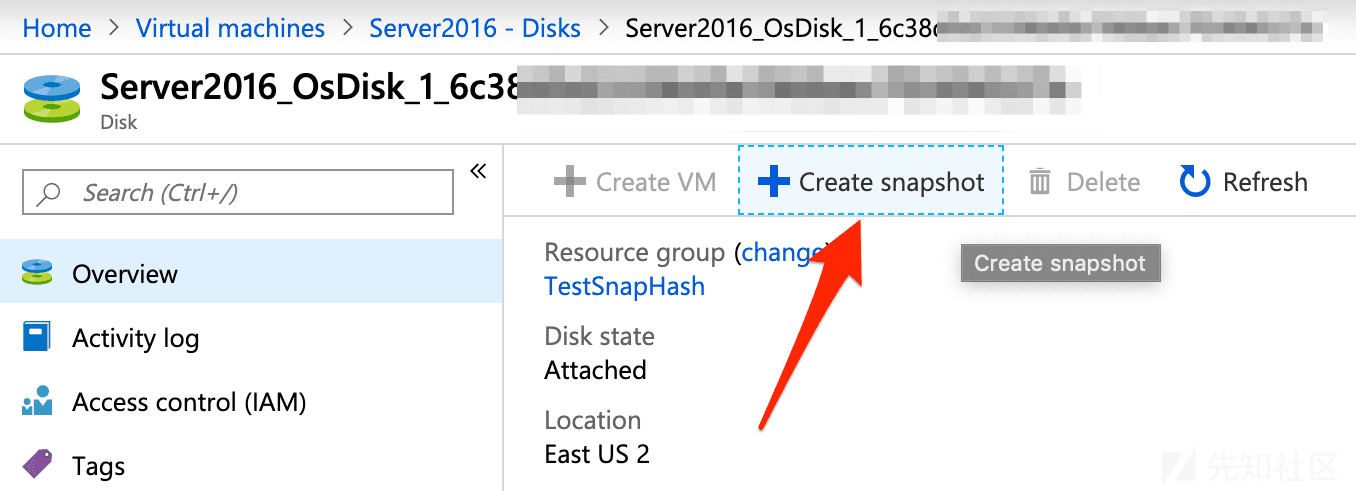 Home > Virtual machines > Server2016 - Disks > Server2016_OsDisk_1_6c38
Server2016_OsDisk_1_6c38
Disk
Search (Ctrl+/)
«
Create VM
Create snapshot
Delete
Refresh
Overview
Activity log
Access control (IAM)
Tags
Resource group (change)
TestSnapHash
Create snapshot
Disk state
Attached
Location
East US 2
先知社区